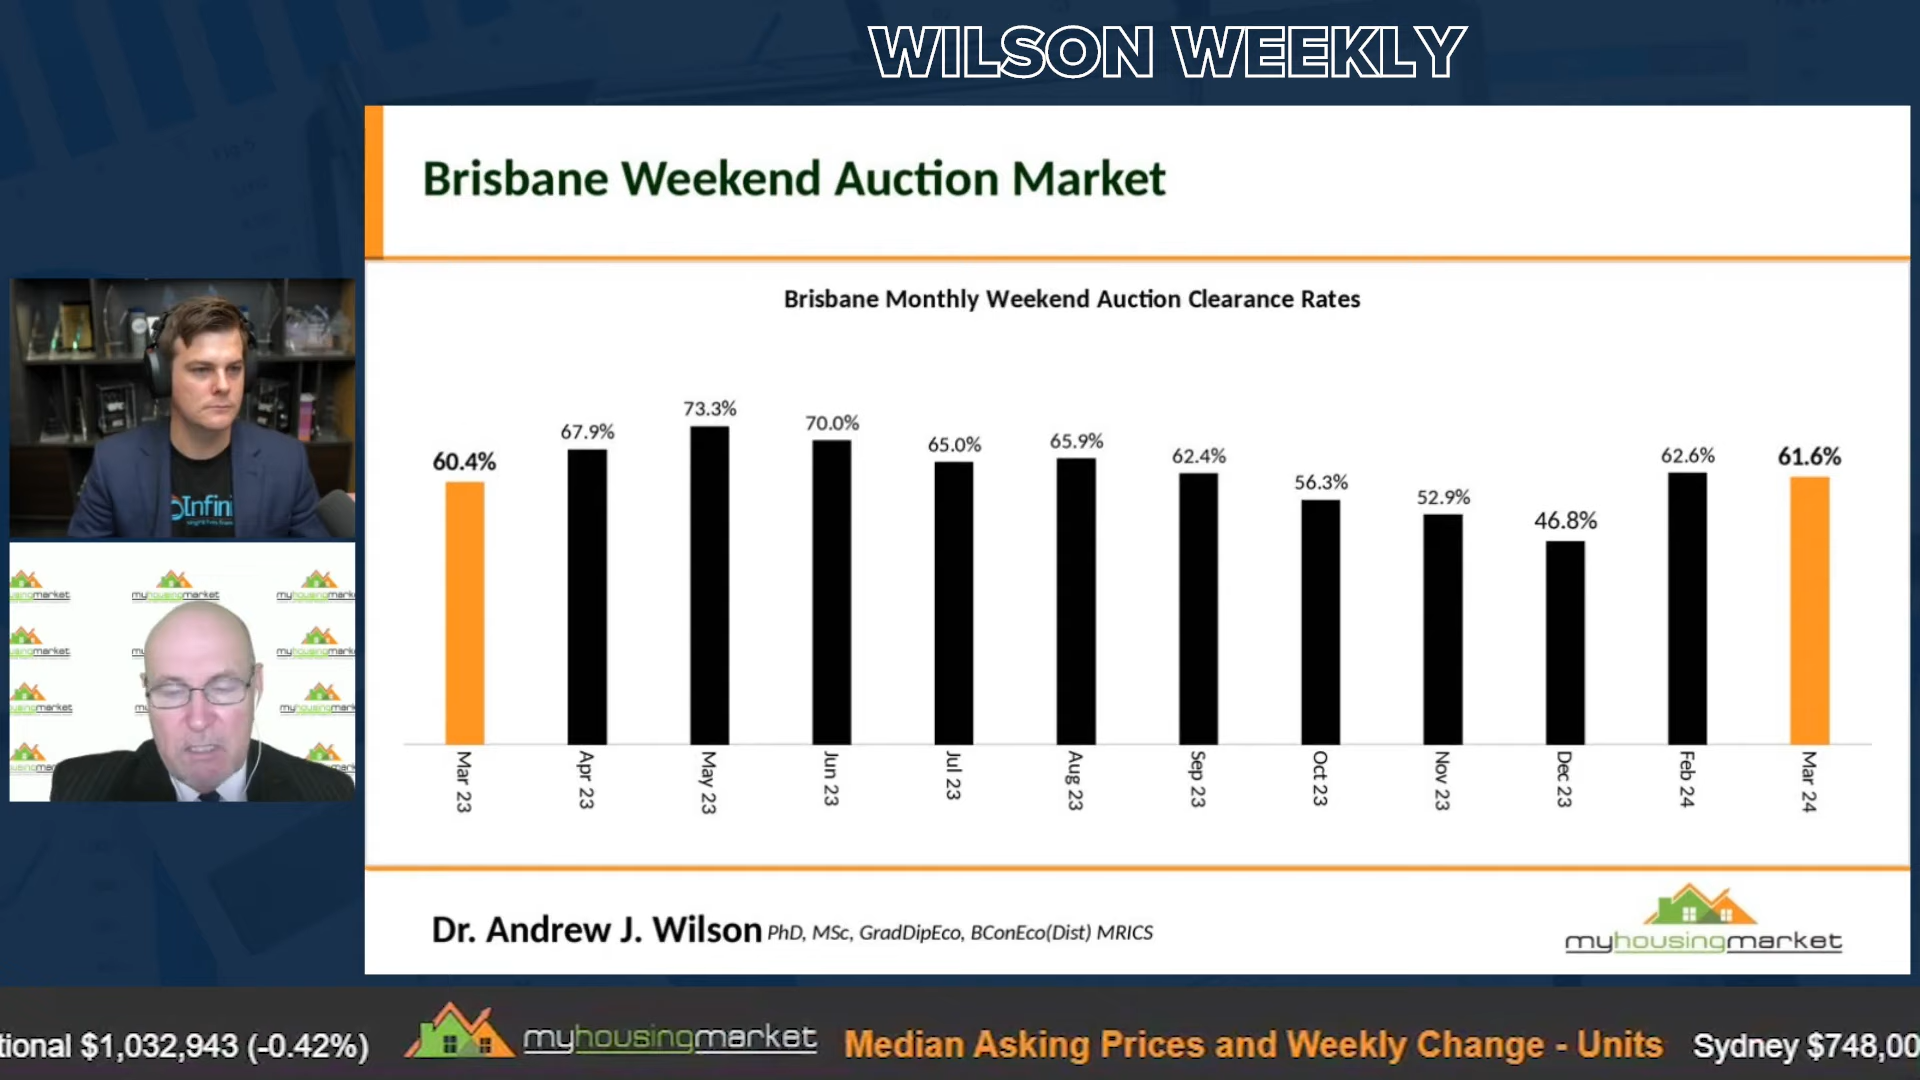 WILSON WEEKLY
Brisbane Weekend Auction Market
Brisbane Monthly Weekend Auction Clearance Rates
60.4%
67.9%
73.3%
70.0%
65.0%
65.9%
62.4%
56.3%
52.9%
46.8%
62.6%
61.6%
Mar 23
Apr 23
May 23
Jun 23
Jul 23
Aug 23
Sep 23
Oct 23
Nov 23
Dec 23
Feb 24
Mar 24
Infini
myhousingmarket
Dr. Andrew J. Wilson PhD, MSc, GradDipEco, BConEco(Dist) MRICS
myhousingmarket
tional $1,032,943 (-0.42%) myhousingmarket Median Asking Prices and Weekly Change - Units Sydney $748,00